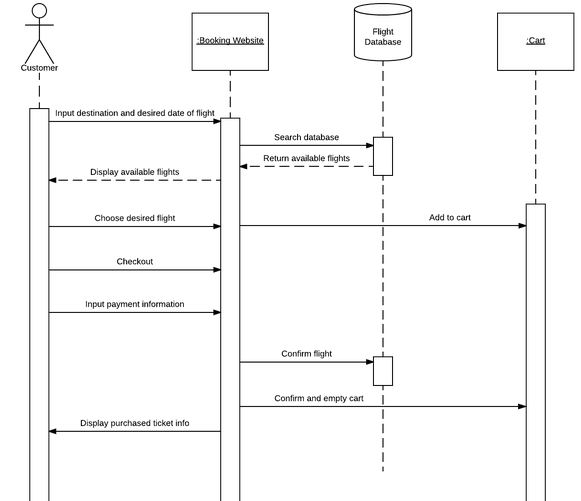 Customer
:Booking Website
Flight
Database
:Cart
Input destination and desired date of flight
Search database
Return available flights
Display available flights
Choose desired flight
Add to cart
Checkout
Input payment information
Confirm flight
Confirm and empty cart
Display purchased ticket info